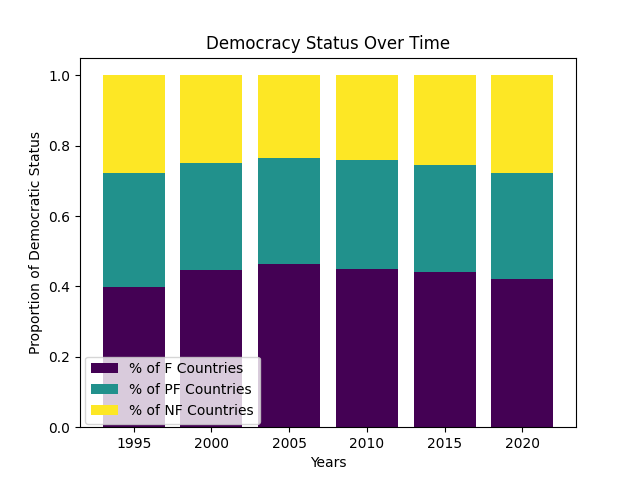 Democracy Status Over Time
1.0
0.8
0.6
0.4
0.2
0.0
Proportion of Democratic Status
% of F Countries
% of PF Countries
% of NF Countries
1995 2000 2005 2010 2015 2020
Years